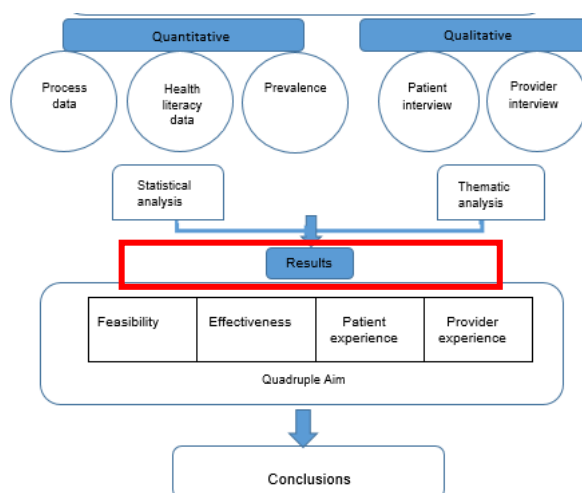 Quantitative
Qualitative
Process
data
Health
literacy
data
Prevalence
Patient
interview
Provider
interview
Statistical
analysis
Thematic
analysis
Results
Feasibility
Effectiveness
Patient
experience
Provider
experience
Quadruple Aim
Conclusions